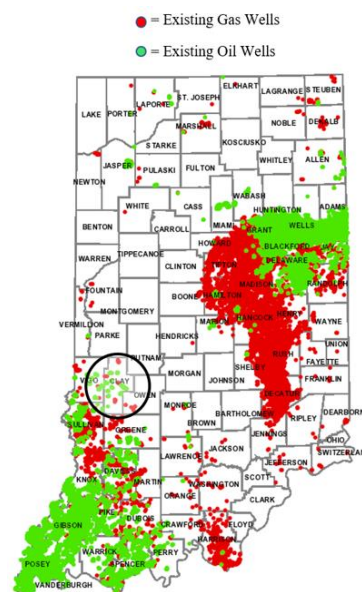 = Existing Gas Wells
= Existing Oil Wells
ELKHART LAGRANGE STEUBEN
ST. JOSEPH
LAPORTE
LAKE PORTER
NOBLE DEKALB
MARSHALL
KOSCIUSKO
STARKE
WHITLEY ALLEN
JASPER
PULASKI FULTON
NEWTON
WABASH
WHITE CASS HUNTINGTON ADAMS
MIAMI WELLS
BENTON CARROLL GRANT
HOWARD BLACKFORD JAY
TIPPECANOE
WARREN CLINTON TIPTON DELAWARE
MADISON RANDOLPH
FOUNTAIN BOONE HAMILTON
MONTGOMERY HENRY WAYNE
VERMILLION HENDRICKS MARION HANCOCK
PARKE UNION
PUTNAM RUSH FAYETTE
MORGAN SHELBY
VIGO CLAY JOHNSON FRANKLIN
OWEN DECATUR
MONROE BARTHOLOMEW DEARBORN
SULLIVAN BROWN RIPLEY
GREENE JENNINGS OHIO
JACKSON SWITZERLAND
LAWRENCE JEFFERSON
KNOX DAVIESS MARTIN SCOTT
ORANGE WASHINGTON
PIKE CLARK
GIBSON DUBOIS CRAWFORD FLOYD
HARRISON
WARRICK PERRY
POSEY SPENCER
VANDERBURGH